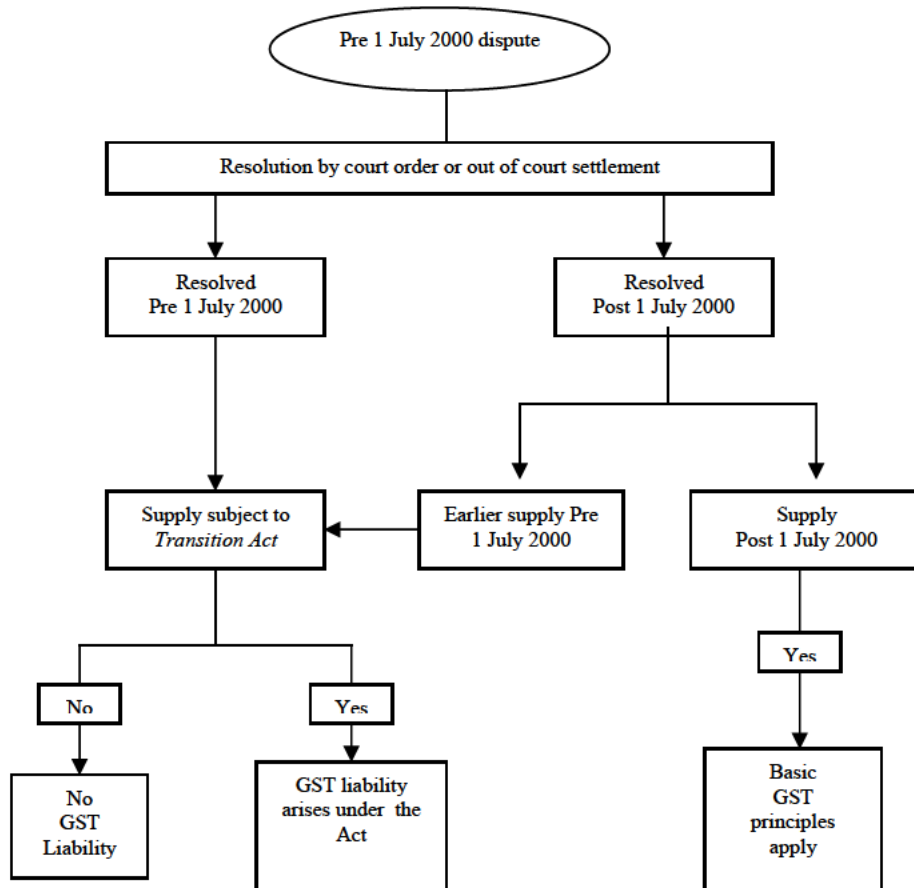 Pre 1 July 2000 dispute
Resolution by court order or out of court settlement
Resolved
Pre 1 July 2000
Resolved
Post 1 July 2000
Supply subject to
Transition Act
Earlier supply Pre
1 July 2000
Supply
Post 1 July 2000
Yes
No
Yes
No
GST
Liability
GST liability
arises under the
Act
Basic
GST
principles
apply